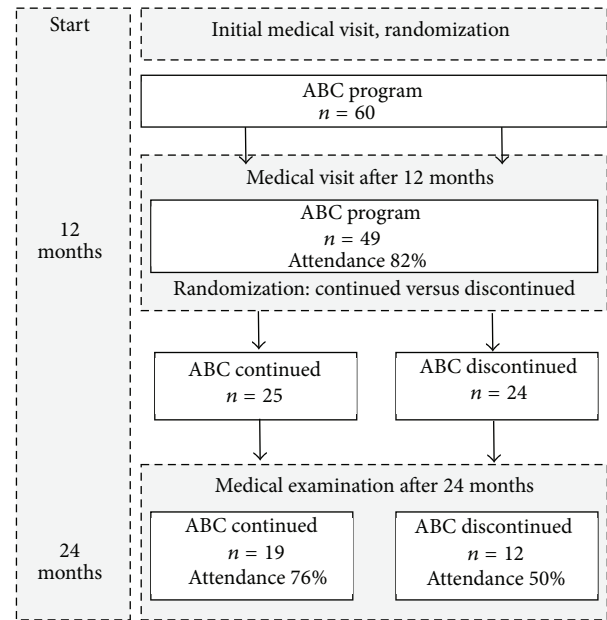 Start
Initial medical visit, randomization
ABC program
n = 60
Medical visit after 12 months
12
months
ABC program
n = 49
Attendance 82%
Randomization: continued versus discontinued
ABC continued
n = 25
ABC discontinued
n = 24
Medical examination after 24 months
24
months
ABC continued
n = 19
Attendance 76%
ABC discontinued
n = 12
Attendance 50%